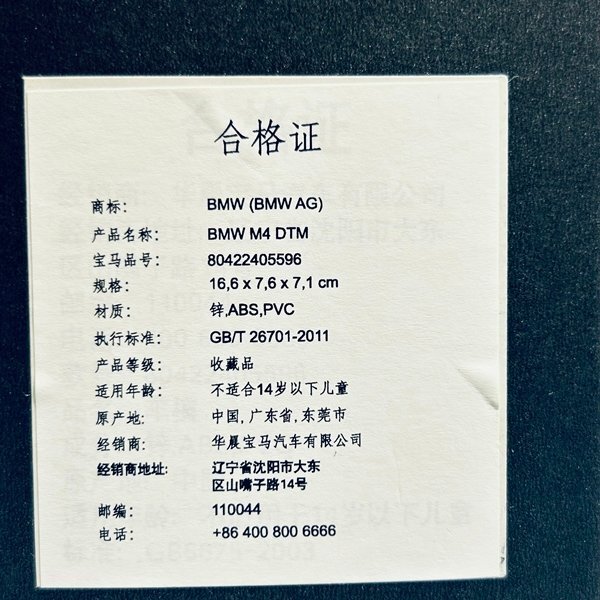 合格证
商标： BMW (BMW AG)
产品名称： BMW M4 DTM
宝马品号： 80422405596
规格： 16,6 x 7,6 x 7,1 cm
材质： 锌,ABS,PVC
执行标准： GB/T 26701-2011
产品等级： 收藏品
适用年龄： 不适合14岁以下儿童
原产地： 中国, 广东省, 东莞市
经销商： 华晨宝马汽车有限公司
经销商地址: 辽宁省沈阳市大东
区山嘴子路14号
邮编： 110044
电话： +86 400 800 6666